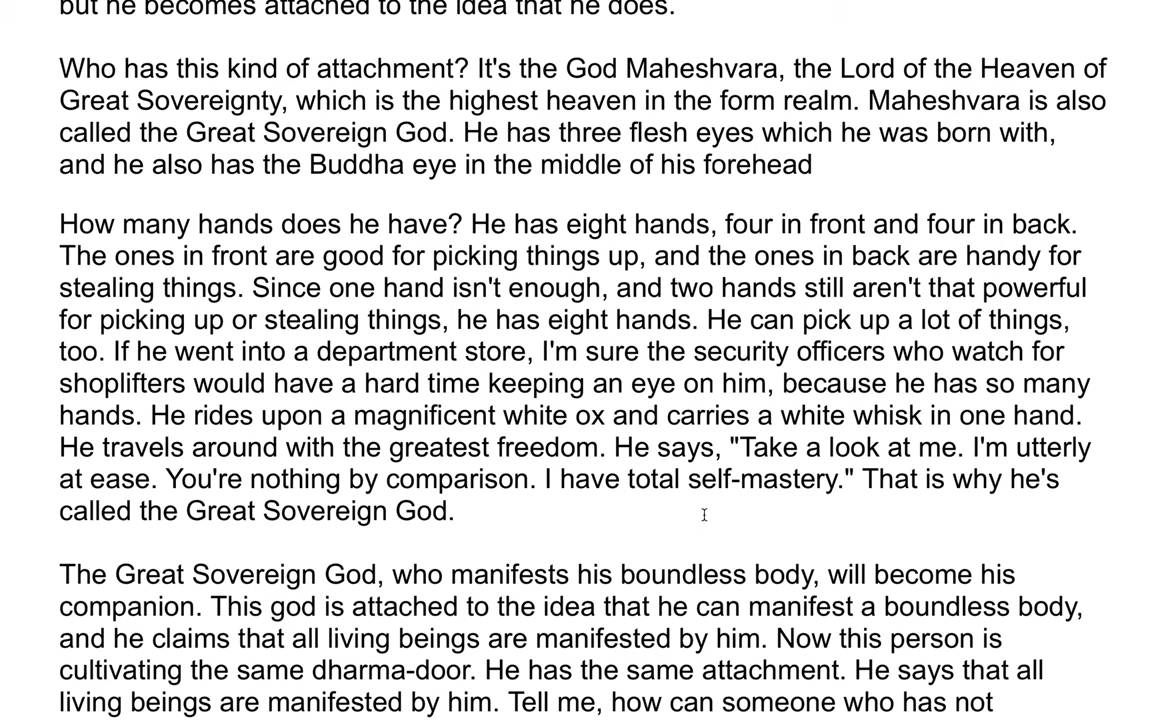 but he becomes attached to the idea that he does.
Who has this kind of attachment? It's the God Maheshvara, the Lord of the Heaven of
Great Sovereignty, which is the highest heaven in the form realm. Maheshvara is also
called the Great Sovereign God. He has three flesh eyes which he was born with,
and he also has the Buddha eye in the middle of his forehead
How many hands does he have? He has eight hands, four in front and four in back.
The ones in front are good for picking things up, and the ones in back are handy for
stealing things. Since one hand isn't enough, and two hands still aren't that powerful
for picking up or stealing things, he has eight hands. He can pick up a lot of things,
too. If he went into a department store, I'm sure the security officers who watch for
shoplifters would have a hard time keeping an eye on him, because he has so many
hands. He rides upon a magnificent white ox and carries a white whisk in one hand.
He travels around with the greatest freedom. He says, "Take a look at me. I'm utterly
at ease. You're nothing by comparison. I have total self-mastery." That is why he's
called the Great Sovereign God.
The Great Sovereign God, who manifests his boundless body, will become his
companion. This god is attached to the idea that he can manifest a boundless body,
and he claims that all living beings are manifested by him. Now this person is
cultivating the same dharma-door. He has the same attachment. He says that all
living beings are manifested by him. Tell me, how can someone who has not